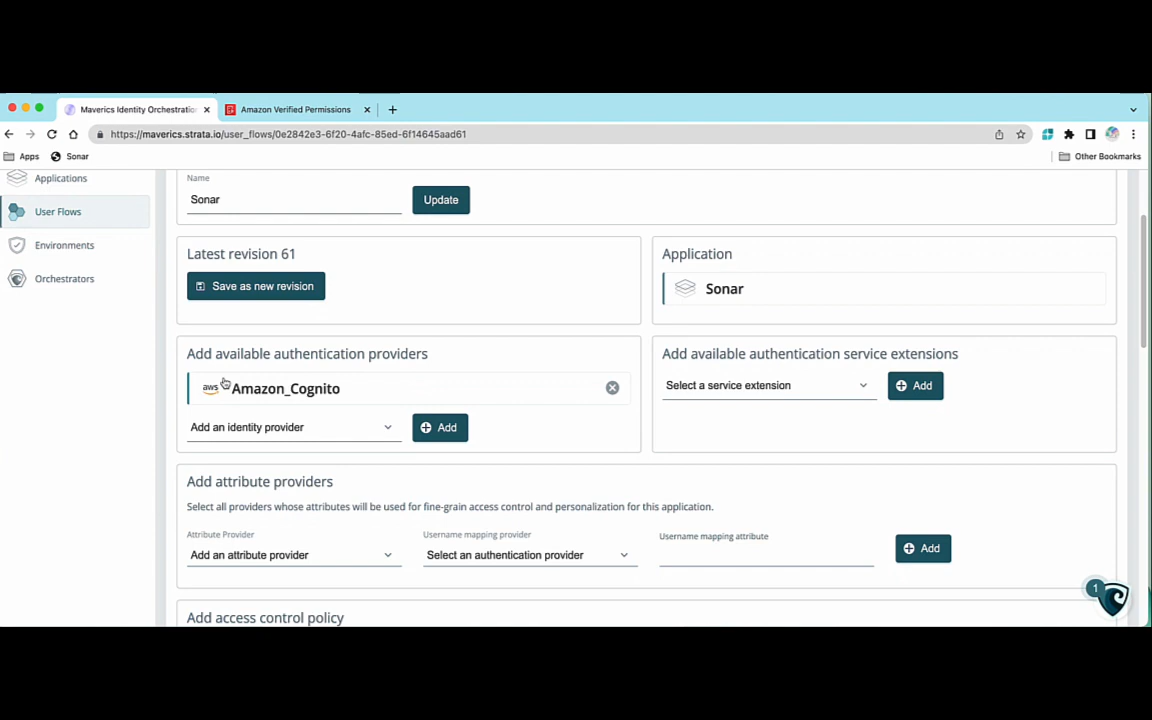 Maverics Identity Orchestratio
Amazon Verified Permissions
https://maverics.strata.io/user_flows/0e2842e3-6f20-4afc-85ed-6f14645aad61
Apps
Sonar
Other Bookmarks
Applications
User Flows
Environments
Orchestrators
Name
Sonar
Update
Latest revision 61
Save as new revision
Application
Sonar
Add available authentication providers
aws Amazon_Cognito
Add an identity provider
Add
Add available authentication service extensions
Select a service extension
Add
Add attribute providers
Select all providers whose attributes will be used for fine-grain access control and personalization for this application.
Attribute Provider
Add an attribute provider
Username mapping provider
Select an authentication provider
Username mapping attribute
Add
1
Add access control policy